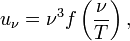 u_ν = ν³ f(ν/T),